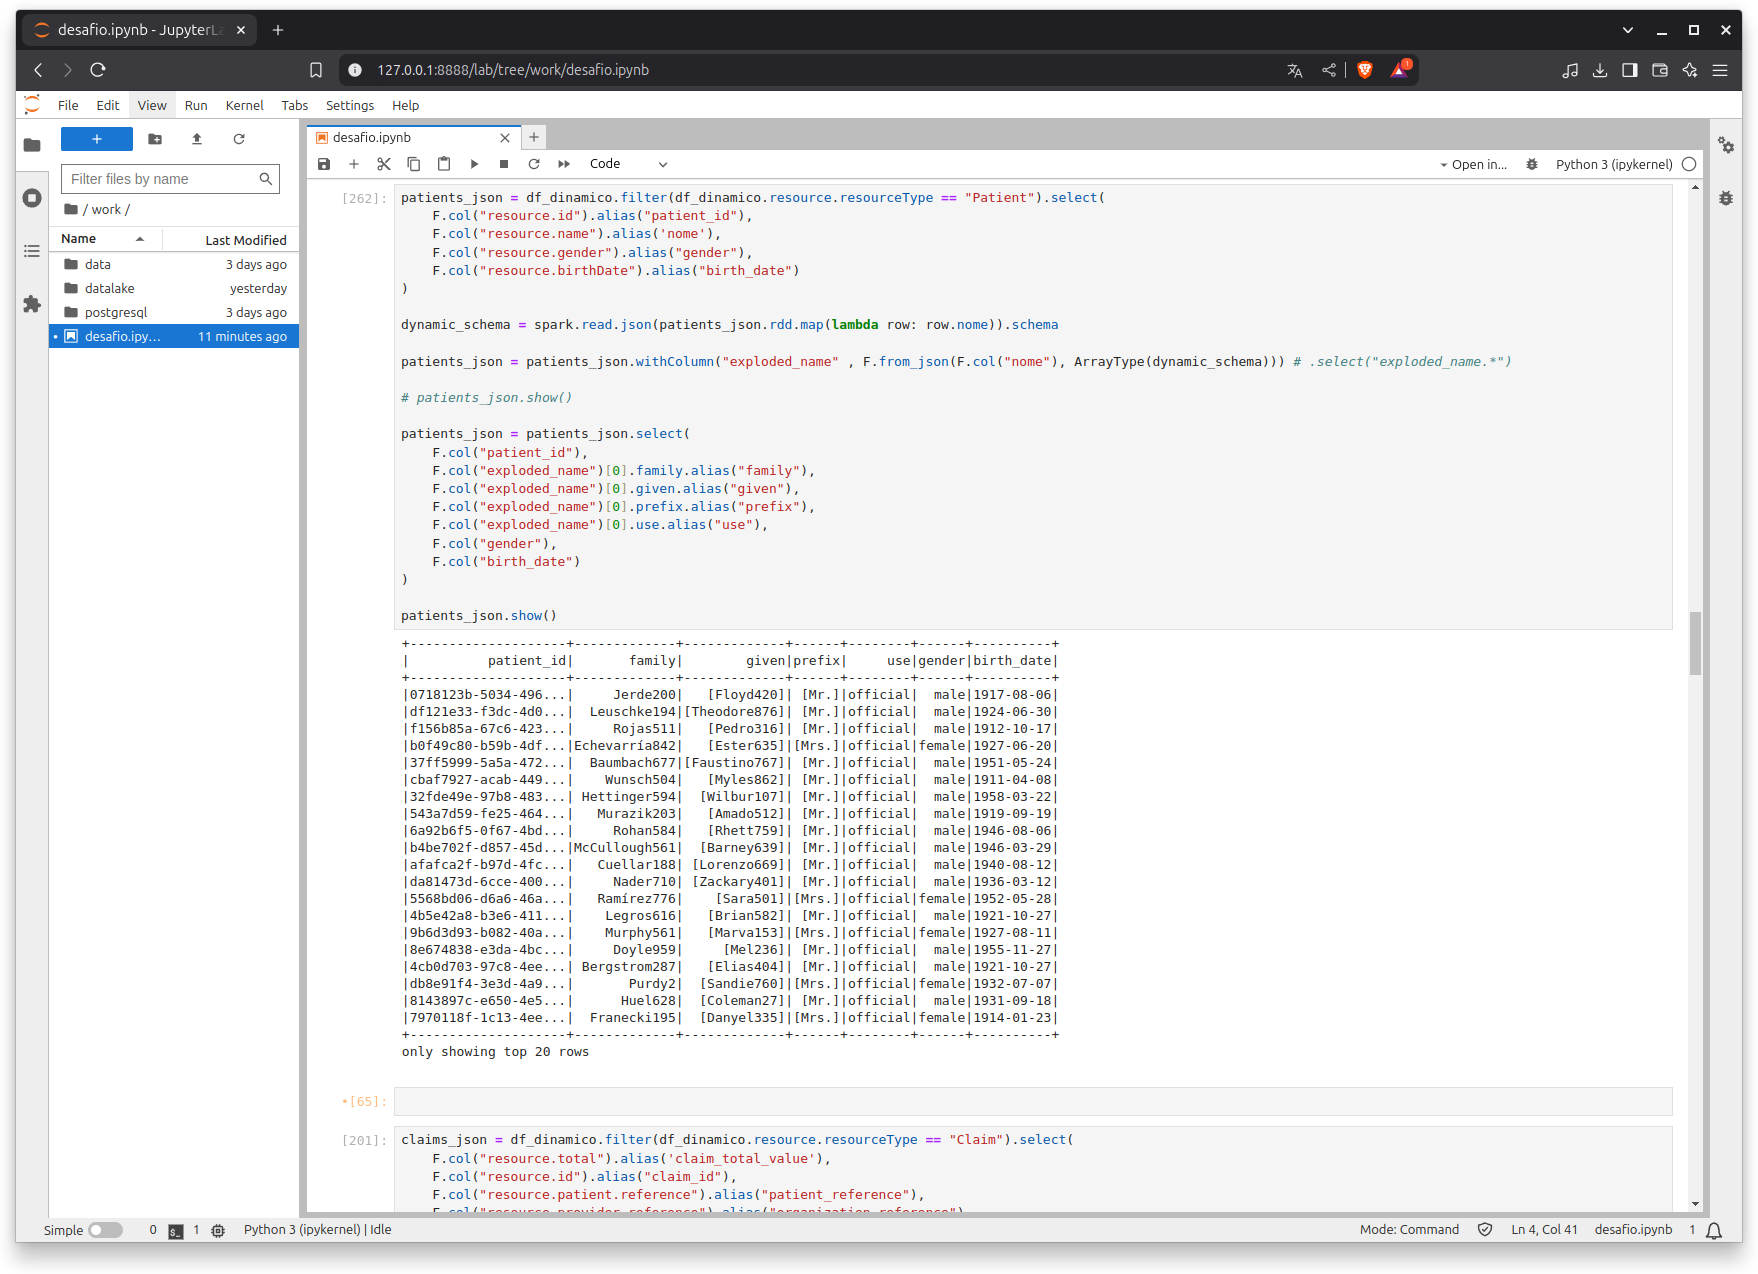 desafio.ipynb - JupyterLa
127.0.0.1:8888/lab/tree/work/desafio.ipynb
1
File Edit View Run Kernel Tabs Settings Help
Filter files by name
/ work /
Name Last Modified
data 3 days ago
datalake yesterday
postgresql 3 days ago
desafio.ipy… 11 minutes ago
desafio.ipynb
Code
Open in...
Python 3 (ipykernel)
[262]:
patients_json = df_dinamico.filter(df_dinamico.resource.resourceType == "Patient").select(
    F.col("resource.id").alias("patient_id"),
    F.col("resource.name").alias('nome'),
    F.col("resource.gender").alias("gender"),
    F.col("resource.birthDate").alias("birth_date")
)
dynamic_schema = spark.read.json(patients_json.rdd.map(lambda row: row.nome)).schema
patients_json = patients_json.withColumn("exploded_name" , F.from_json(F.col("nome"), ArrayType(dynamic_schema))) # .select("exploded_name.*")
# patients_json.show()
patients_json = patients_json.select(
    F.col("patient_id"),
    F.col("exploded_name")[0].family.alias("family"),
    F.col("exploded_name")[0].given.alias("given"),
    F.col("exploded_name")[0].prefix.alias("prefix"),
    F.col("exploded_name")[0].use.alias("use"),
    F.col("gender"),
    F.col("birth_date")
)
patients_json.show()
+--------------------+-------------+-------------+------+--------+------+----------+
|          patient_id|       family|        given|prefix|     use|gender|birth_date|
+--------------------+-------------+-------------+------+--------+------+----------+
|0718123b-5034-496...|     Jerde200|   [Floyd420]| [Mr.]|official|  male|1917-08-06|
|df121e33-f3dc-4d0...|  Leuschke194|[Theodore876]| [Mr.]|official|  male|1924-06-30|
|f156b85a-67c6-423...|     Rojas511|   [Pedro316]| [Mr.]|official|  male|1912-10-17|
|b0f49c80-b59b-4df...|Echevarría842|   [Ester635]|[Mrs.]|official|female|1927-06-20|
|37ff5999-5a5a-472...|  Baumbach677|[Faustino767]| [Mr.]|official|  male|1951-05-24|
|cbaf7927-acab-449...|    Wunsch504|   [Myles862]| [Mr.]|official|  male|1911-04-08|
|32fde49e-97b8-483...| Hettinger594|  [Wilbur107]| [Mr.]|official|  male|1958-03-22|
|543a7d59-fe25-464...|   Murazik203|   [Amado512]| [Mr.]|official|  male|1919-09-19|
|6a92b6f5-0f67-4bd...|     Rohan584|   [Rhett759]| [Mr.]|official|  male|1946-08-06|
|b4be702f-d857-45d...|McCullough561|  [Barney639]| [Mr.]|official|  male|1946-03-29|
|afafca2f-b97d-4fc...|   Cuellar188| [Lorenzo669]| [Mr.]|official|  male|1940-08-12|
|da81473d-6cce-400...|     Nader710| [Zackary401]| [Mr.]|official|  male|1936-03-12|
|5568bd06-d6a6-46a...|   Ramírez776|    [Sara501]|[Mrs.]|official|female|1952-05-28|
|4b5e42a8-b3e6-411...|    Legros616|   [Brian582]| [Mr.]|official|  male|1921-10-27|
|9b6d3d93-b082-40a...|    Murphy561|   [Marva153]|[Mrs.]|official|female|1927-08-11|
|8e674838-e3da-4bc...|     Doyle959|     [Mel236]| [Mr.]|official|  male|1955-11-27|
|4cb0d703-97c8-4ee...| Bergstrom287|   [Elias404]| [Mr.]|official|  male|1921-10-27|
|db8e91f4-3e3d-4a9...|       Purdy2|  [Sandie760]|[Mrs.]|official|female|1932-07-07|
|8143897c-e650-4e5...|      Huel628|  [Coleman27]| [Mr.]|official|  male|1931-09-18|
|7970118f-1c13-4ee...|  Franecki195|  [Danyel335]|[Mrs.]|official|female|1914-01-23|
+--------------------+-------------+-------------+------+--------+------+----------+
only showing top 20 rows
•[65]:
[201]:
claims_json = df_dinamico.filter(df_dinamico.resource.resourceType == "Claim").select(
    F.col("resource.total").alias('claim_total_value'),
    F.col("resource.id").alias("claim_id"),
    F.col("resource.patient.reference").alias("patient_reference"),
    F.col("resource.provider.reference").alias("organization_reference")
Simple 0 $_ 1 Python 3 (ipykernel) | Idle Mode: Command Ln 4, Col 41 desafio.ipynb 1